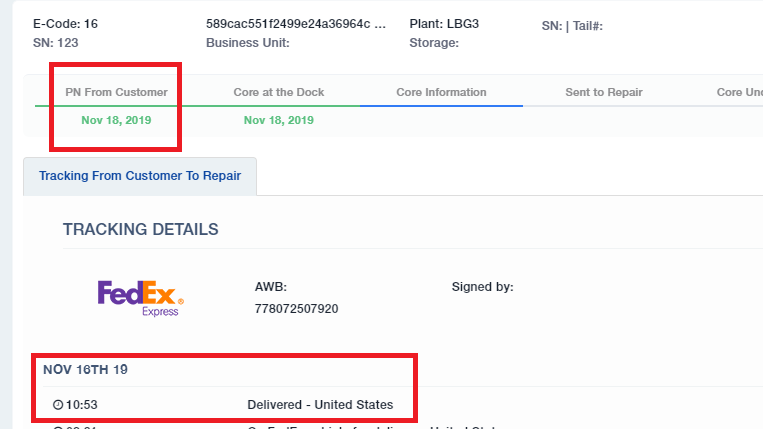 E-Code: 16 589cac551f2499e24a36964c ... Plant: LBG3 SN: | Tail#:
SN: 123 Business Unit: Storage:
PN From Customer Core at the Dock Core Information Sent to Repair Core Un
Nov 18, 2019 Nov 18, 2019
Tracking From Customer To Repair
TRACKING DETAILS
FedEx Express
AWB: Signed by:
778072507920
NOV 16TH 19
10:53 Delivered - United States